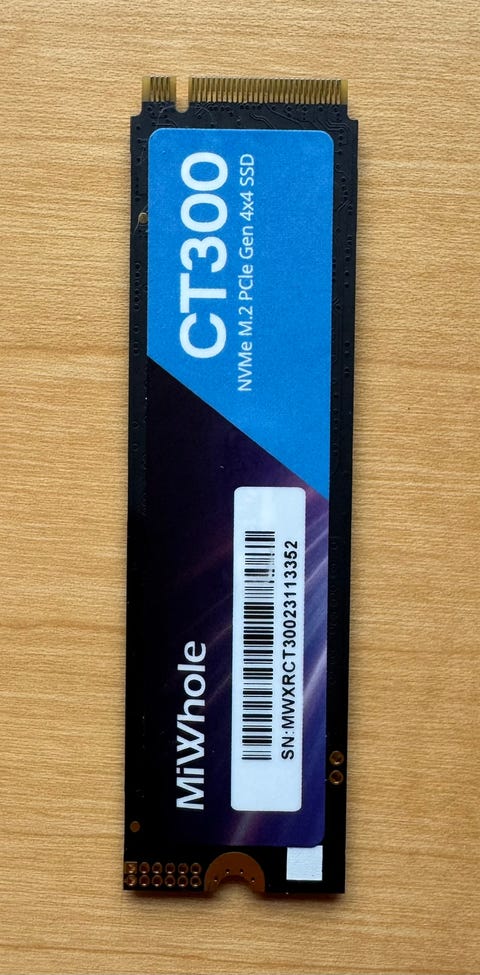 CT300
NVMe M.2 PCIe Gen 4x4 SSD
MiWhole
SN:MWXRCT30023113352